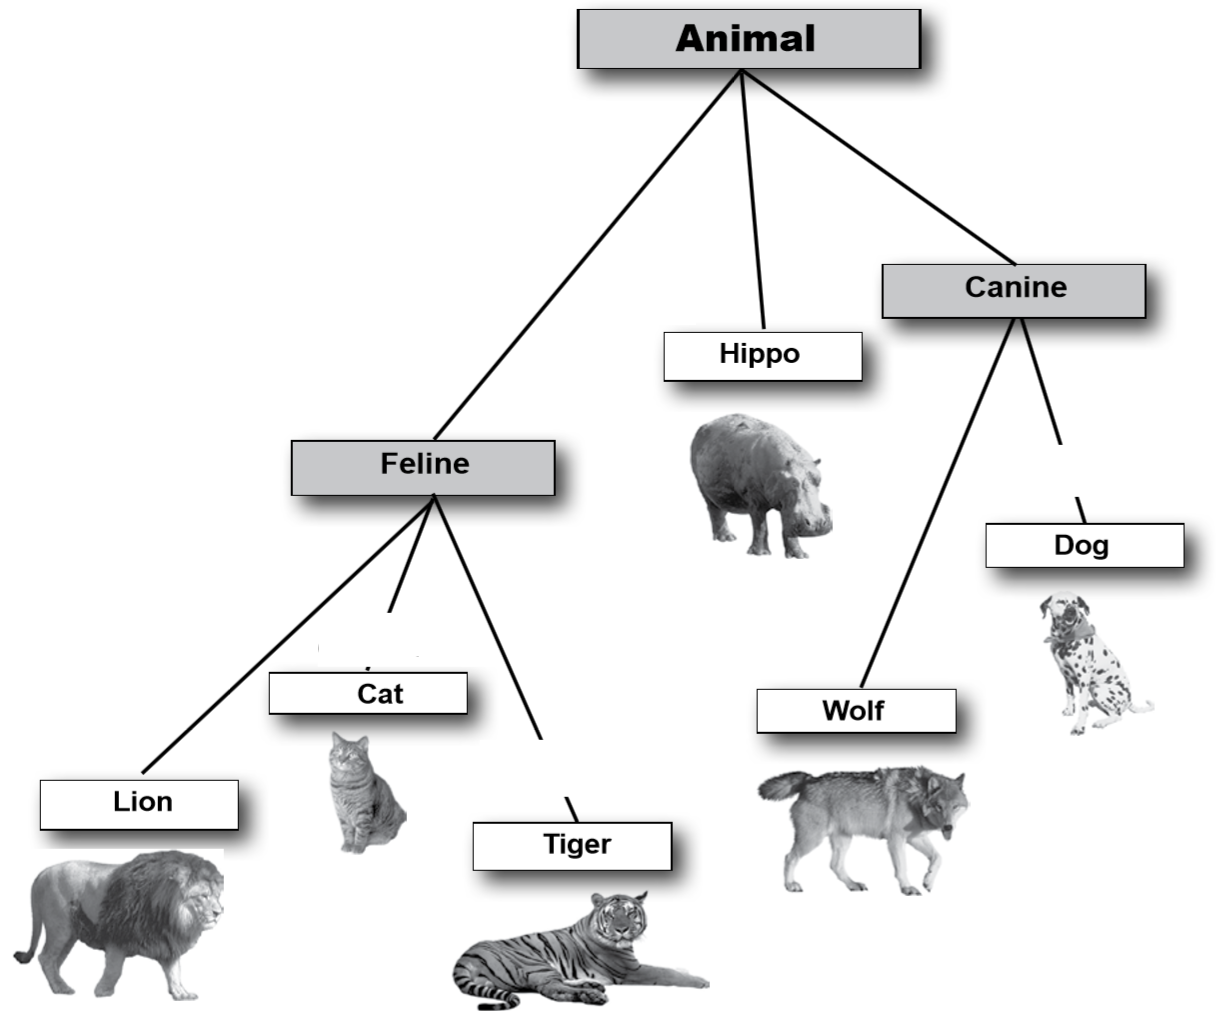 Animal
Canine
Hippo
Feline
Dog
Cat
Wolf
Lion
Tiger